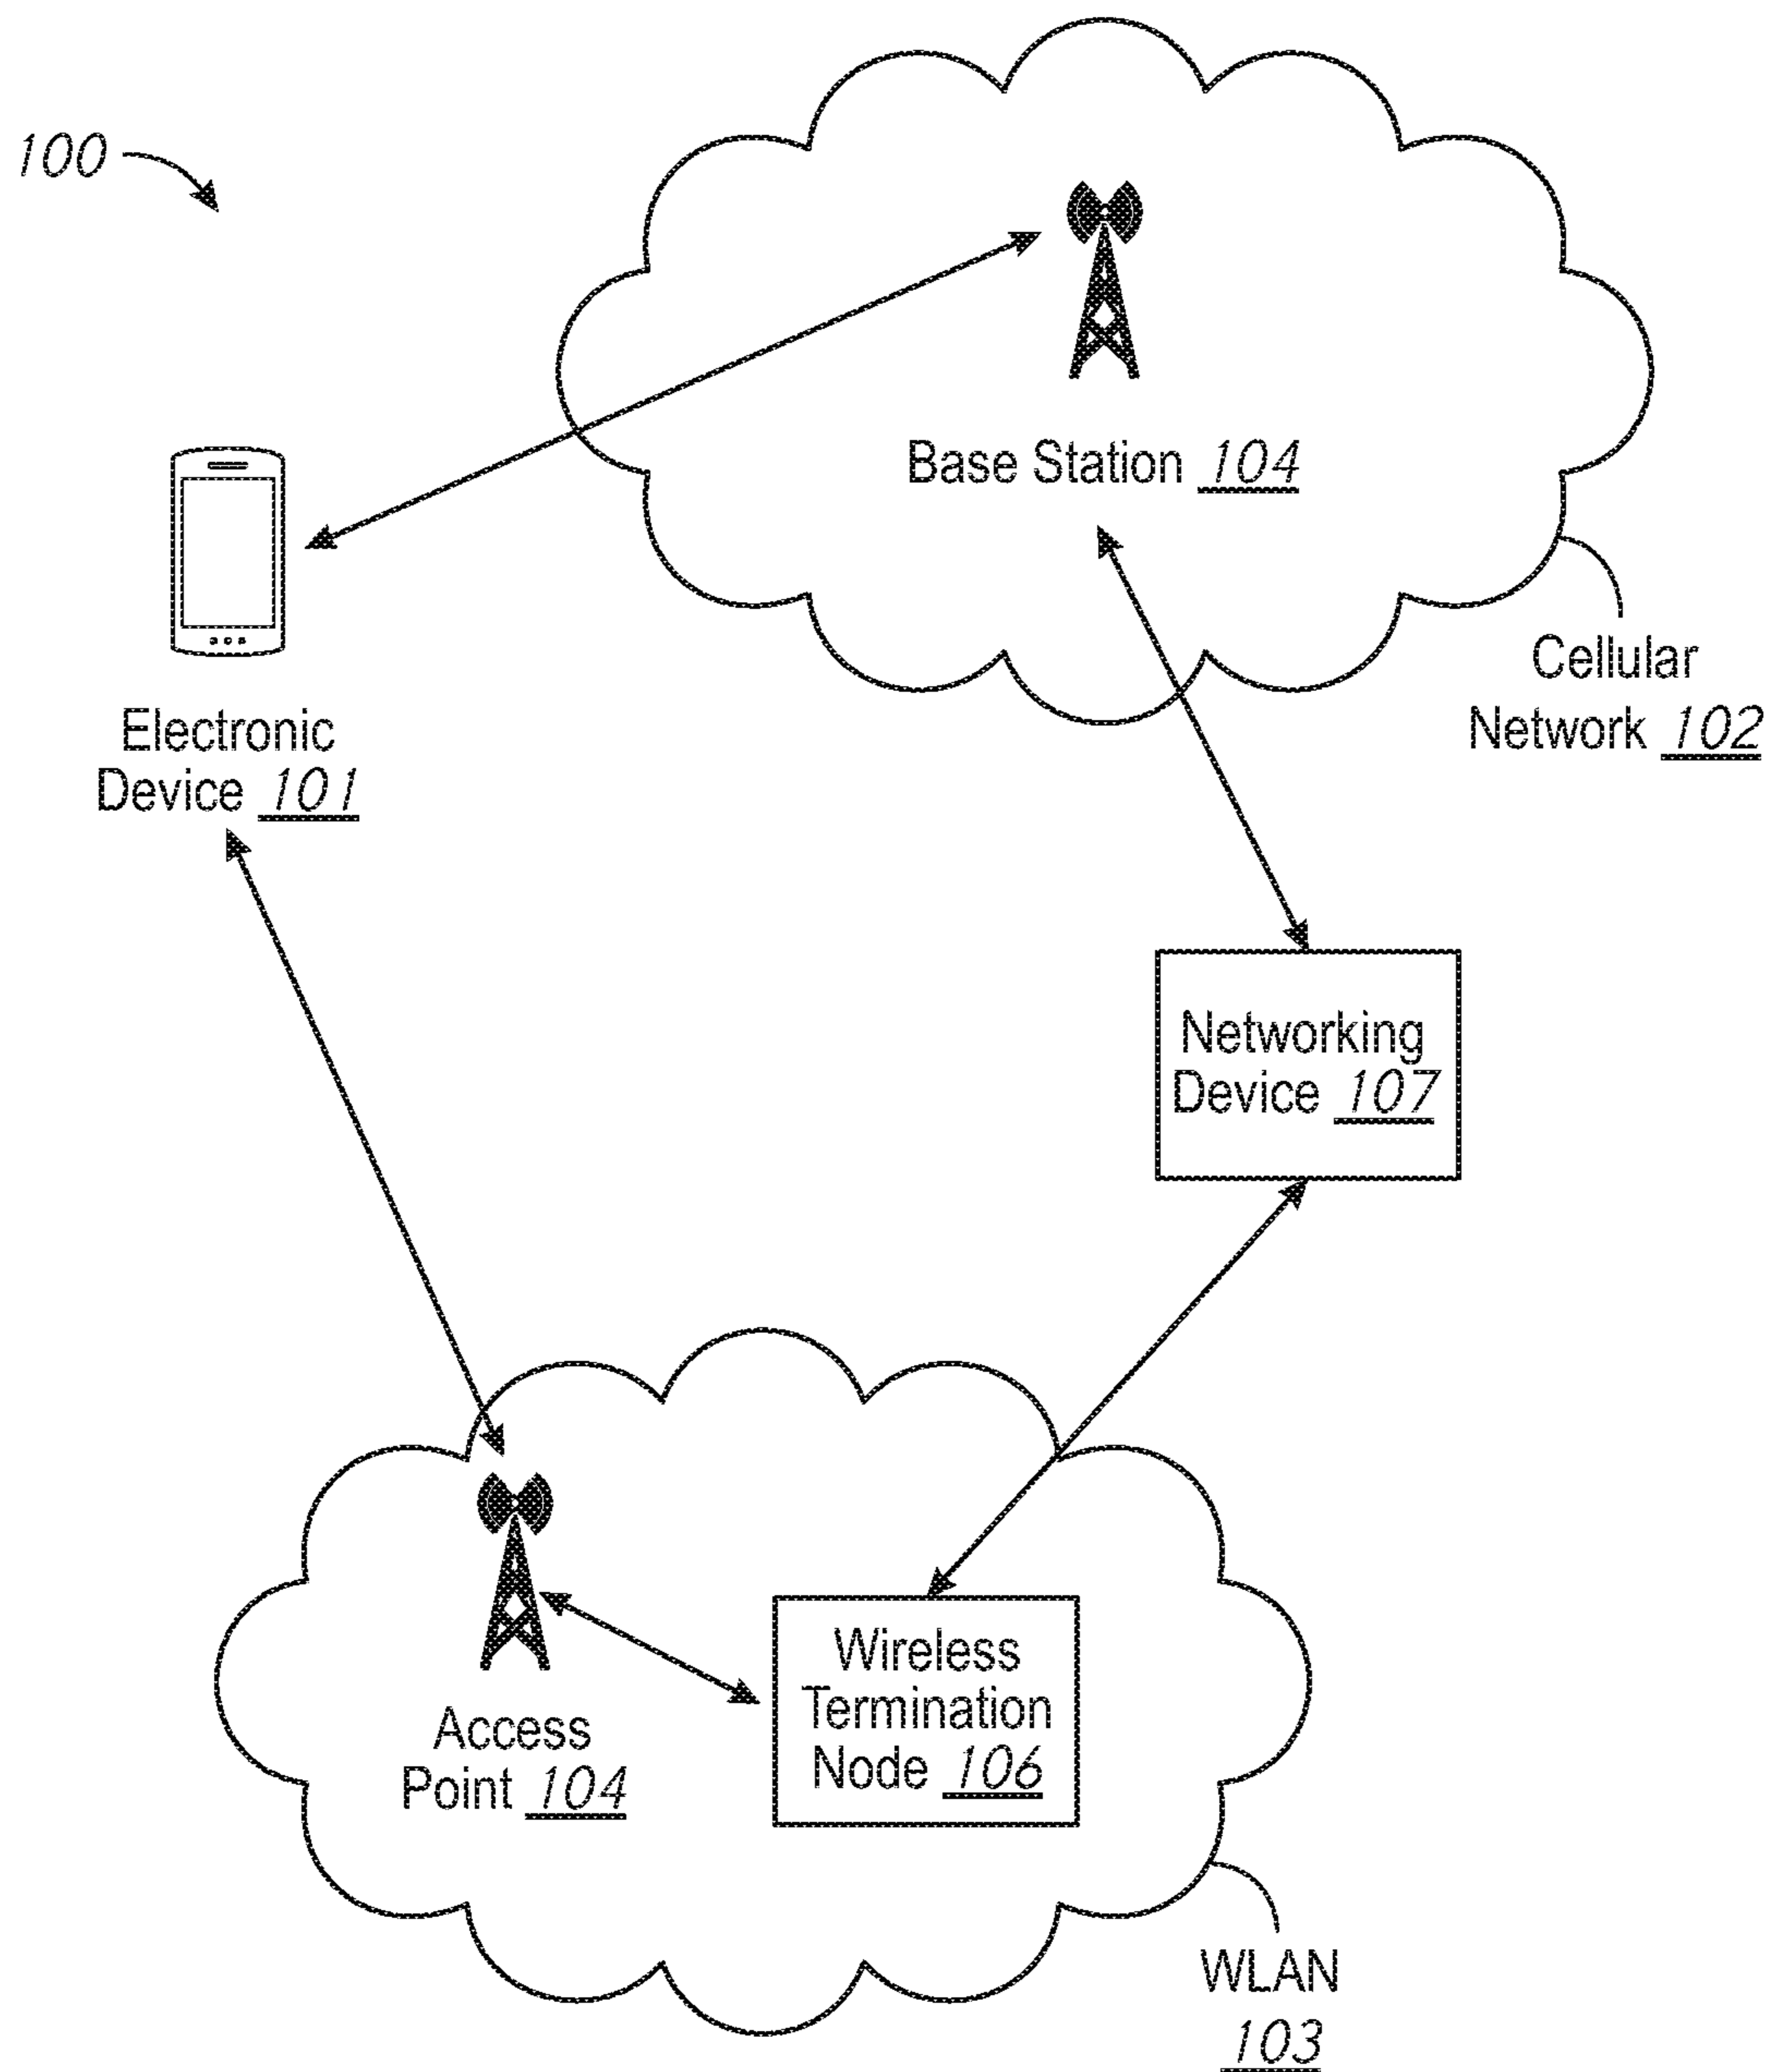 100
Base Station 104
Cellular
Network 102
Electronic
Device 101
Networking
Device 107
Wireless
Termination
Node 106
Access
Point 104
WLAN
103